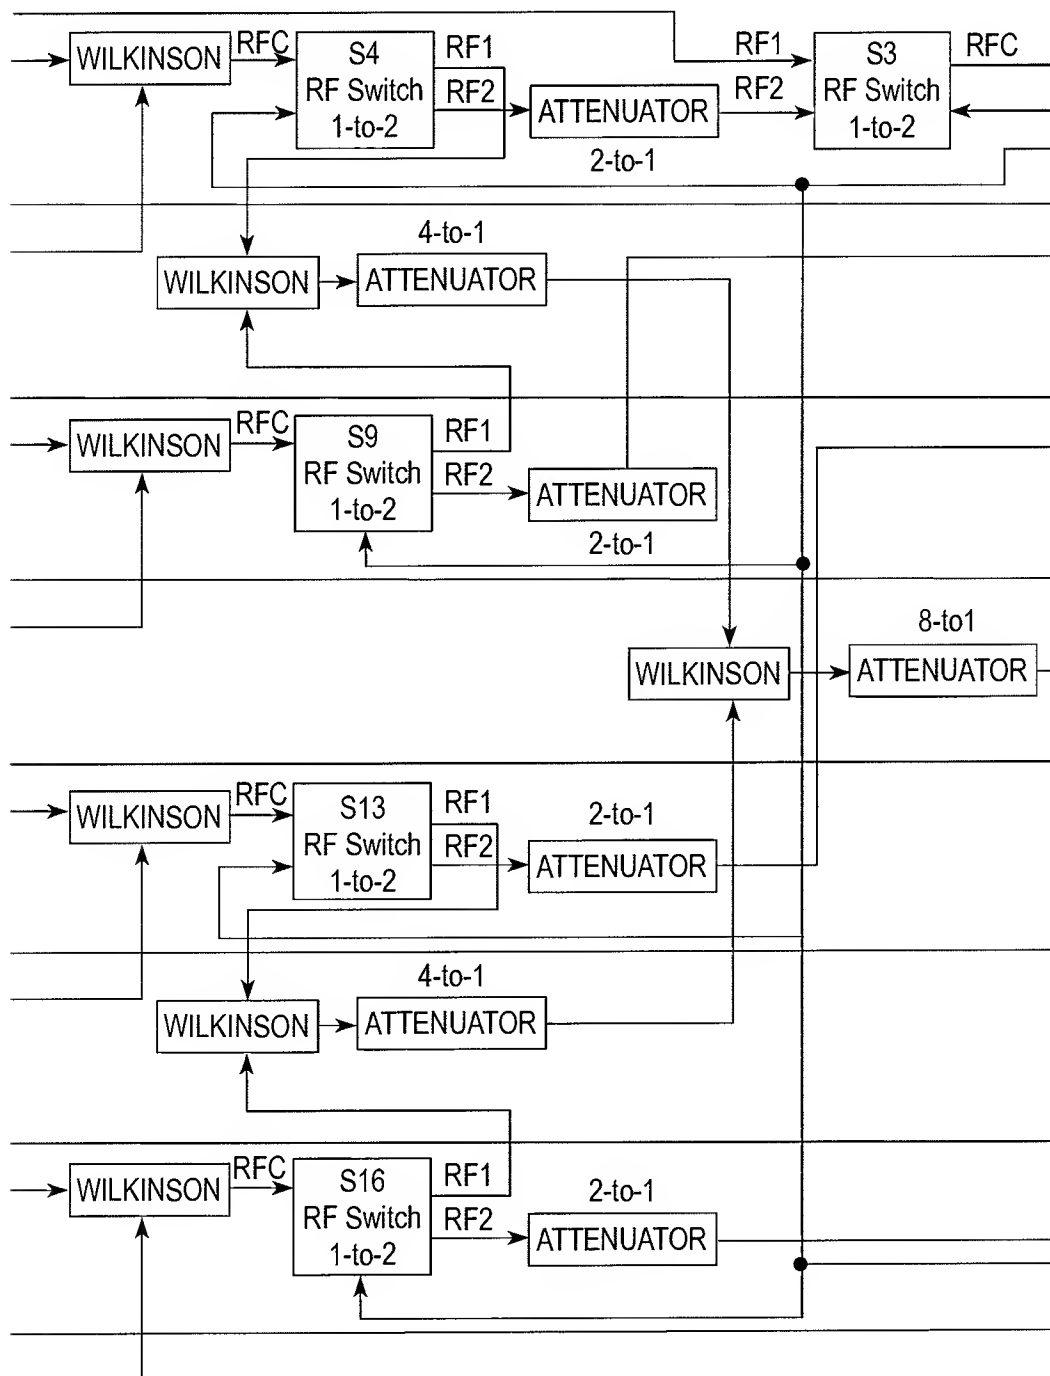 WILKINSON
RFC
S4
RF Switch
1-to-2
RF1
RF2
ATTENUATOR
2-to-1
RF1
RF2
S3
RF Switch
1-to-2
RFC
WILKINSON
4-to-1
ATTENUATOR
WILKINSON
RFC
S9
RF Switch
1-to-2
RF1
RF2
ATTENUATOR
2-to-1
WILKINSON
8-to1
ATTENUATOR
WILKINSON
RFC
S13
RF Switch
1-to-2
RF1
RF2
2-to-1
ATTENUATOR
WILKINSON
4-to-1
ATTENUATOR
WILKINSON
RFC
S16
RF Switch
1-to-2
RF1
RF2
2-to-1
ATTENUATOR